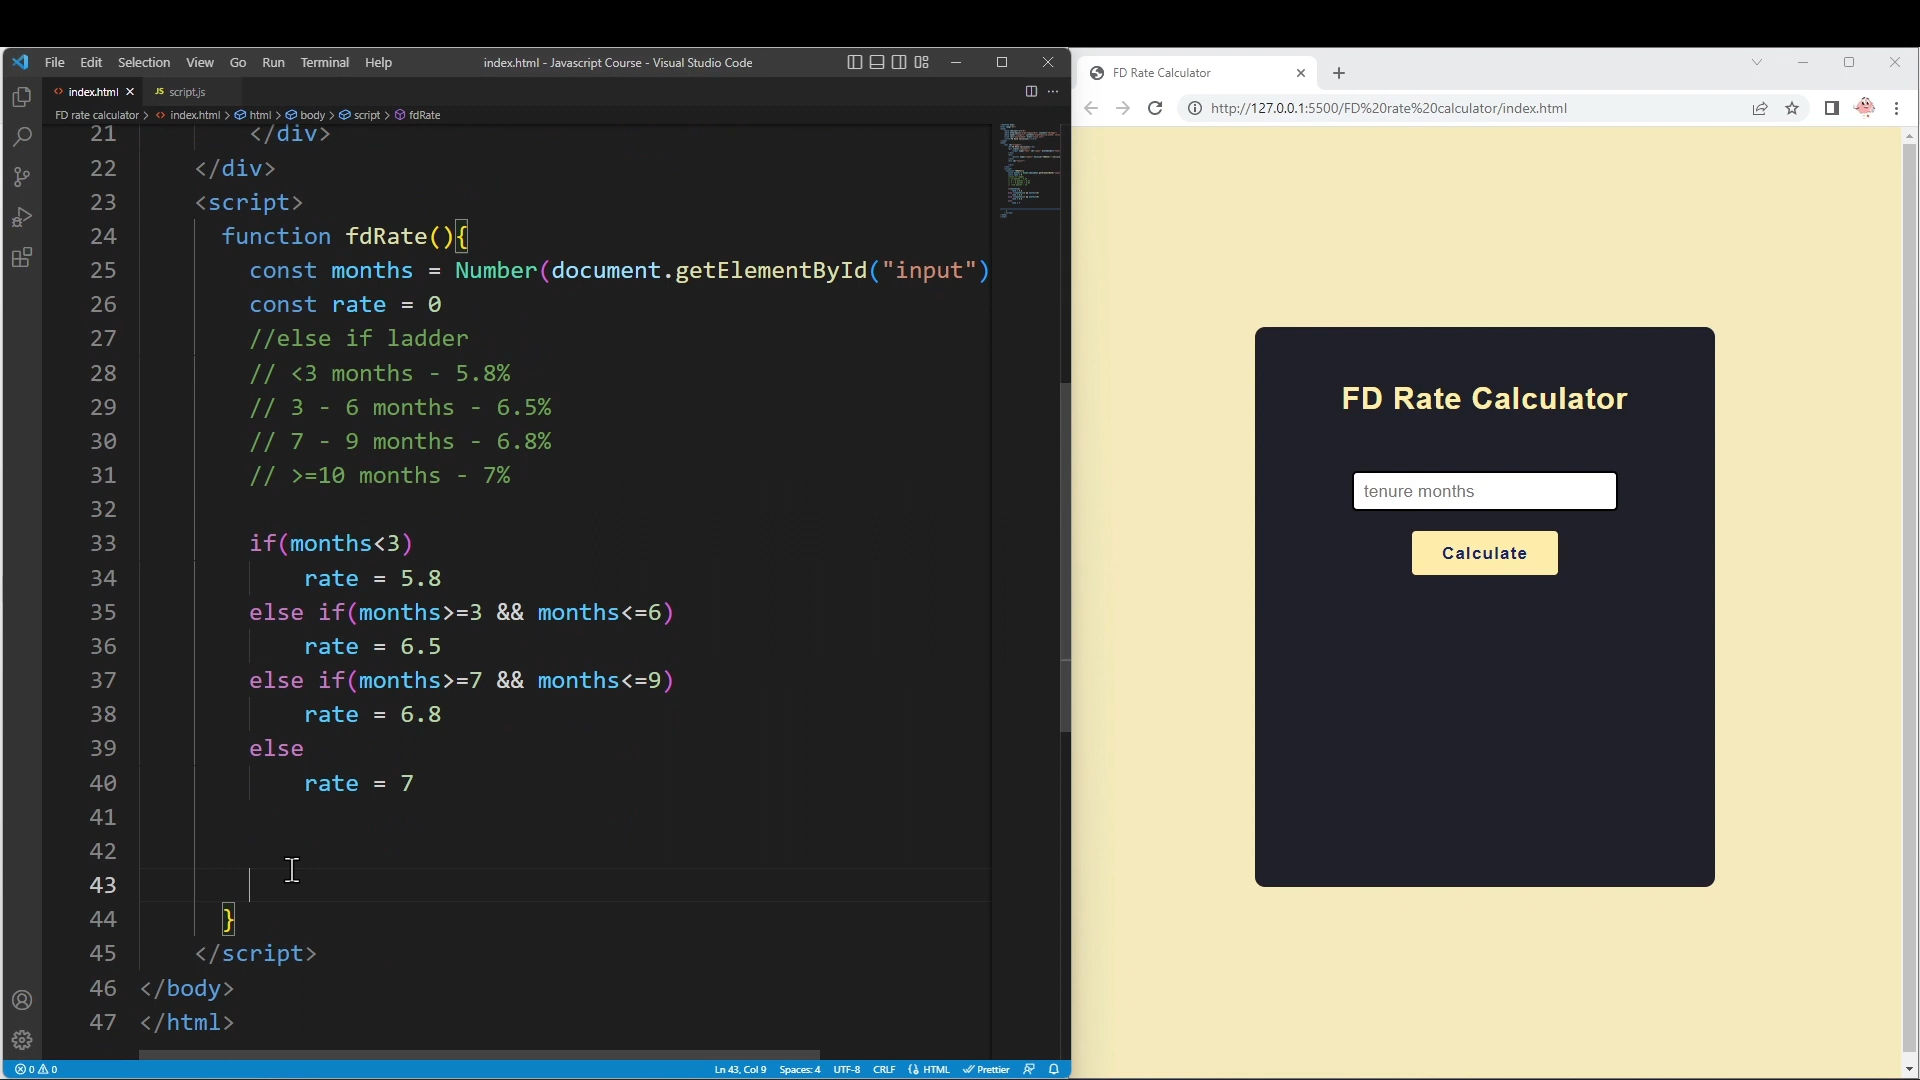 File Edit Selection View Go Run Terminal Help
index.html - Javascript Course - Visual Studio Code
index.html
JS script.js
FD rate calculator > index.html > html > body > script > fdRate
21 </div>
22 </div>
23 <script>
24 function fdRate(){
25 const months = Number(document.getElementById("input")
26 const rate = 0
27 //else if ladder
28 // <3 months - 5.8%
29 // 3 - 6 months - 6.5%
30 // 7 - 9 months - 6.8%
31 // >=10 months - 7%
32
33 if(months<3)
34 rate = 5.8
35 else if(months>=3 && months<=6)
36 rate = 6.5
37 else if(months>=7 && months<=9)
38 rate = 6.8
39 else
40 rate = 7
41
42
43
44 }
45 </script>
46 </body>
47 </html>
0 0
Ln 43, Col 9 Spaces: 4 UTF-8 CRLF HTML Prettier
FD Rate Calculator
http://127.0.0.1:5500/FD%20rate%20calculator/index.html
FD Rate Calculator
tenure months
Calculate